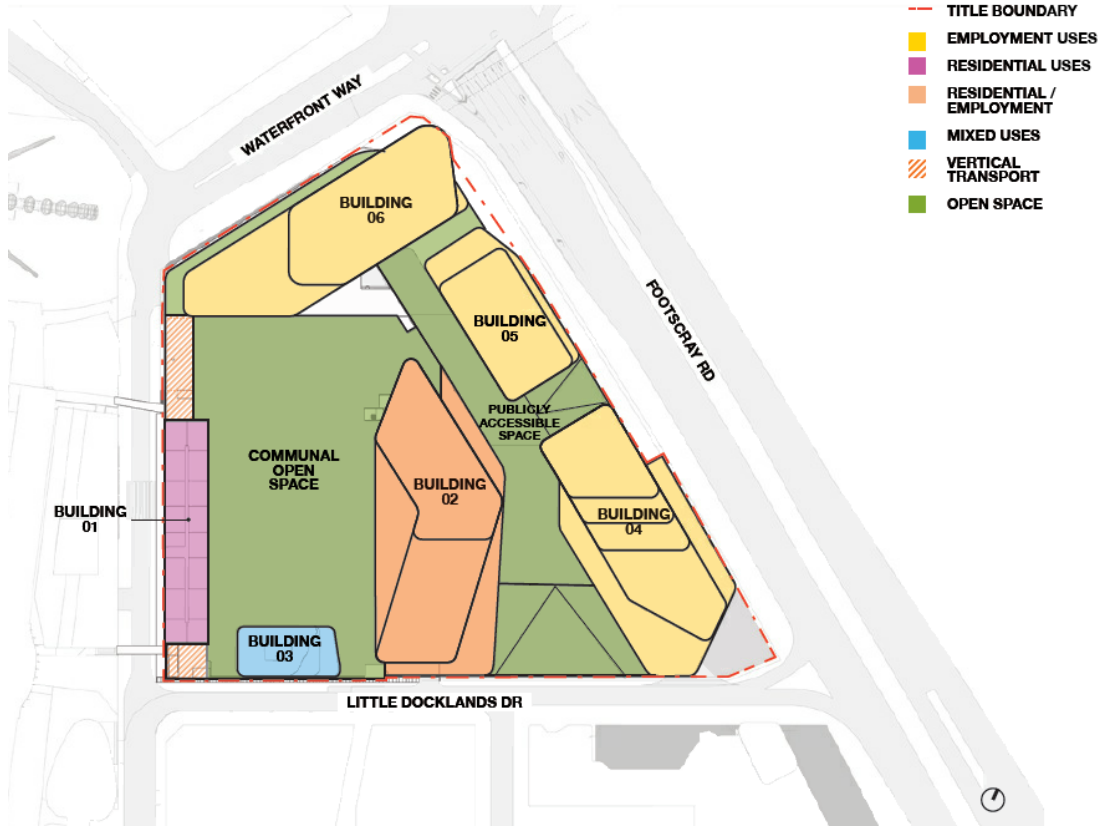 TITLE BOUNDARY
EMPLOYMENT USES
RESIDENTIAL USES
RESIDENTIAL /
EMPLOYMENT
MIXED USES
VERTICAL
TRANSPORT
OPEN SPACE
WATERFRONT WAY
BUILDING
06
FOOTSCRAY RD
BUILDING
05
PUBLICLY
ACCESSIBLE
SPACE
COMMUNAL
OPEN
SPACE
BUILDING
02
BUILDING
01
BUILDING
04
BUILDING
03
LITTLE DOCKLANDS DR